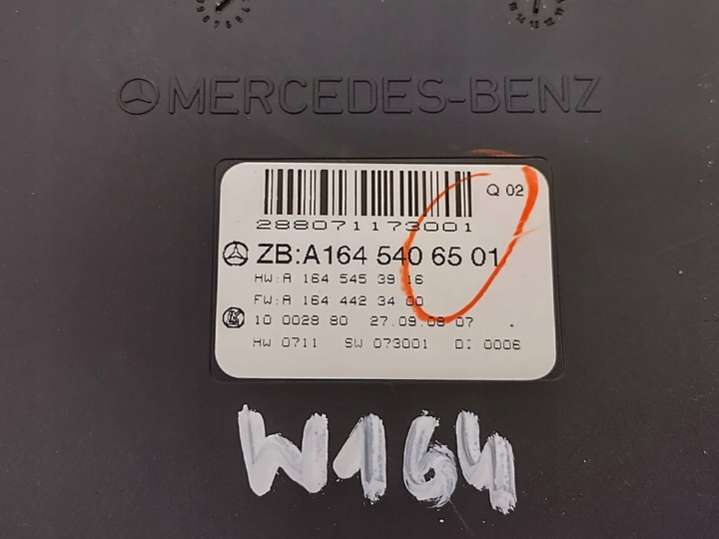 MERCEDES-BENZ
Q 02
288071173001
ZB:A164 540 65 01
HW:A 164 545 39 16
FW:A 164 442 34 00
10 0028 80 27.09.08 07 .
HW 0711 SW 073001 DI 0006
W164